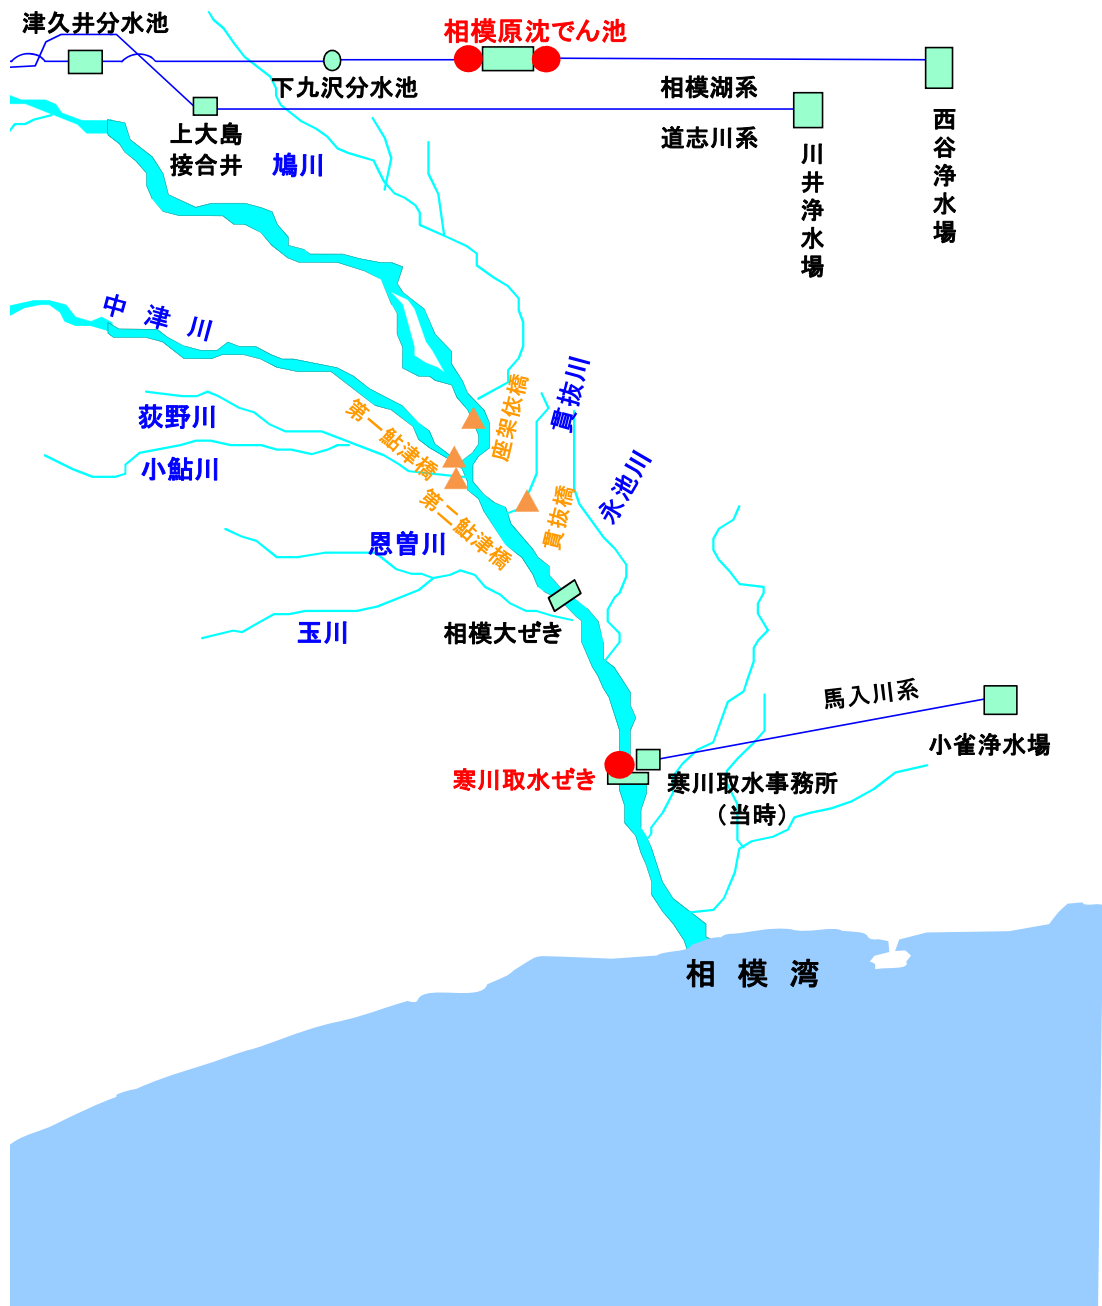 津久井分水池
相模原沈でん池
下九沢分水池
相模湖系
上大島
接合井
道志川系
西谷浄水場
川井浄水場
鳩川
中津川
荻野川
小鮎川
第一鮎津橋
座架依橋
貫抜川
第二鮎津橋
貫抜橋
永池川
恩曽川
玉川
相模大ぜき
馬入川系
小雀浄水場
寒川取水ぜき
寒川取水事務所
（当時）
相模湾